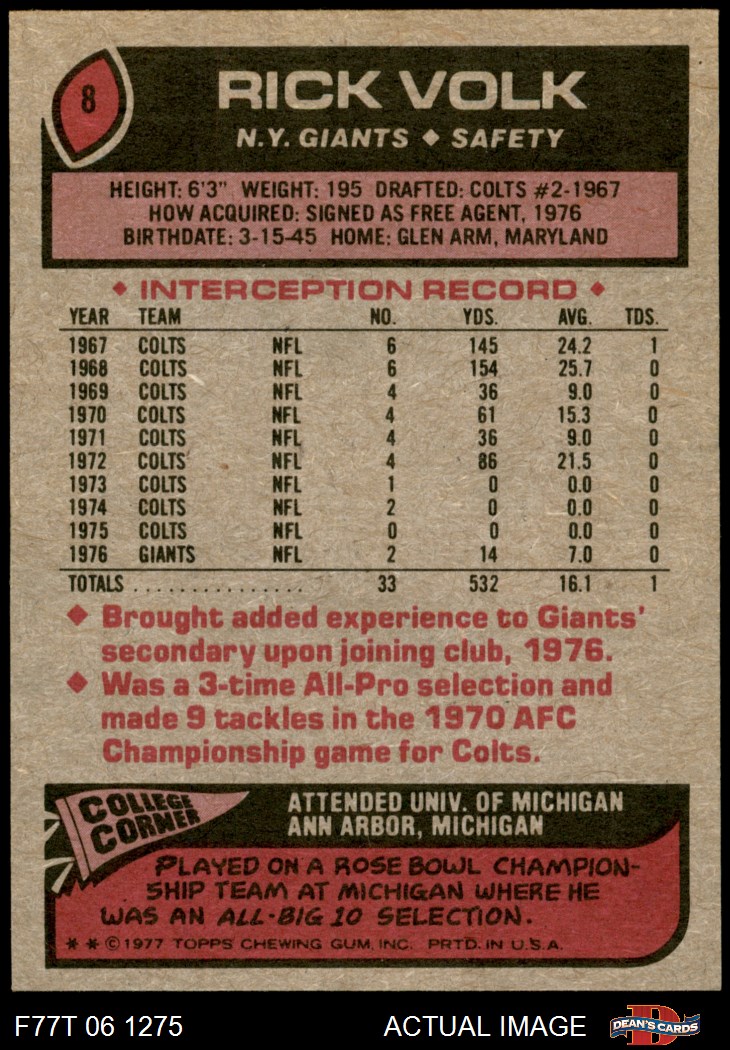 8
RICK VOLK
N.Y. GIANTS ◆ SAFETY
HEIGHT: 6'3" WEIGHT: 195 DRAFTED: COLTS #2-1967
HOW ACQUIRED: SIGNED AS FREE AGENT, 1976
BIRTHDATE: 3-15-45 HOME: GLEN ARM, MARYLAND
◆ INTERCEPTION RECORD ◆
YEAR TEAM NO. YDS. AVG. TDS.
1967 COLTS NFL 6 145 24.2 1
1968 COLTS NFL 6 154 25.7 0
1969 COLTS NFL 4 36 9.0 0
1970 COLTS NFL 4 61 15.3 0
1971 COLTS NFL 4 36 9.0 0
1972 COLTS NFL 4 86 21.5 0
1973 COLTS NFL 1 0 0.0 0
1974 COLTS NFL 2 0 0.0 0
1975 COLTS NFL 0 0 0.0 0
1976 GIANTS NFL 2 14 7.0 0
TOTALS ............... 33 532 16.1 1
◆ Brought added experience to Giants'
secondary upon joining club, 1976.
◆ Was a 3-time All-Pro selection and
made 9 tackles in the 1970 AFC
Championship game for Colts.
COLLEGE
CORNER
ATTENDED UNIV. OF MICHIGAN
ANN ARBOR, MICHIGAN
PLAYED ON A ROSE BOWL CHAMPION-
SHIP TEAM AT MICHIGAN WHERE HE
WAS AN ALL-BIG 10 SELECTION.
* * © 1977 TOPPS CHEWING GUM, INC. PRTD. IN U.S.A.
F77T 06 1275 ACTUAL IMAGE DEAN'S CARDS